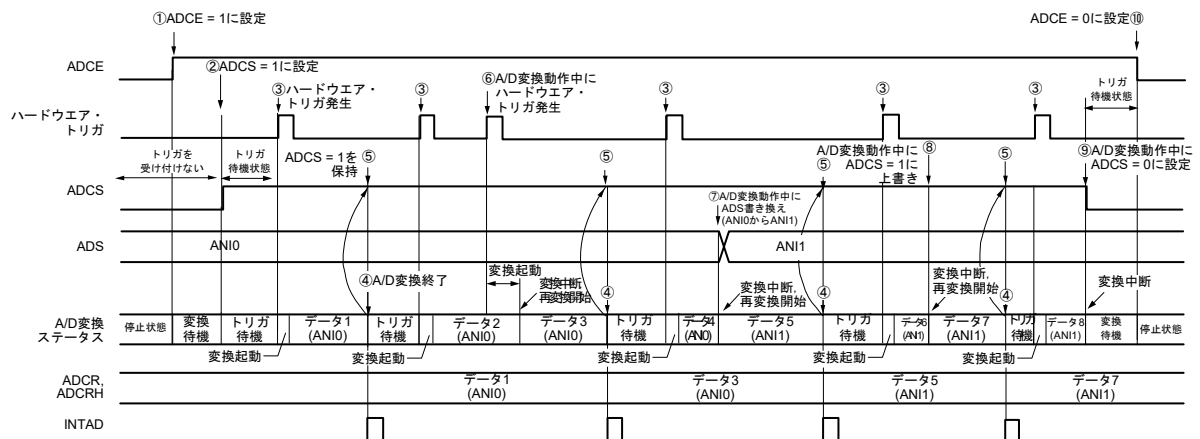 ①ADCE = 1に設定
ADCE = 0に設定⑩
ADCE
②ADCS = 1に設定
③ハードウエア・
トリガ発生
③
⑥A/D変換動作中に
ハードウエア・
トリガ発生
③
③
③
トリガ
待機状態
ハードウエア・
トリガ
トリガを
受け付けない
トリガ
待機状態
ADCS = 1を
保持
⑤
⑤
A/D変換動作中に
ADCS = 1に
上書き
⑤
⑧
⑤
⑨A/D変換動作中に
ADCS = 0に設定
ADCS
⑦A/D変換動作中に
ADS書き換え
(ANI0からANI1)
ADS
ANI0
ANI1
④A/D変換終了
変換起動
変換中断,
再変換開始
④
変換中断,
再変換開始
④
変換中断,
再変換開始
④
変換中断
A/D変換
ステータス
停止状態
変換
待機
トリガ
待機
データ1
(ANI0)
トリガ
待機
データ2
(ANI0)
データ3
(ANI0)
トリガ
待機
データ4
(ANI0)
データ5
(ANI1)
トリガ
待機
データ6
(ANI1)
データ7
(ANI1)
トリガ
待機
データ8
(ANI1)
変換
待機
停止状態
変換起動
変換起動
変換起動
変換起動
変換起動
ADCR,
ADCRH
データ1
(ANI0)
データ3
(ANI0)
データ5
(ANI1)
データ7
(ANI1)
INTAD